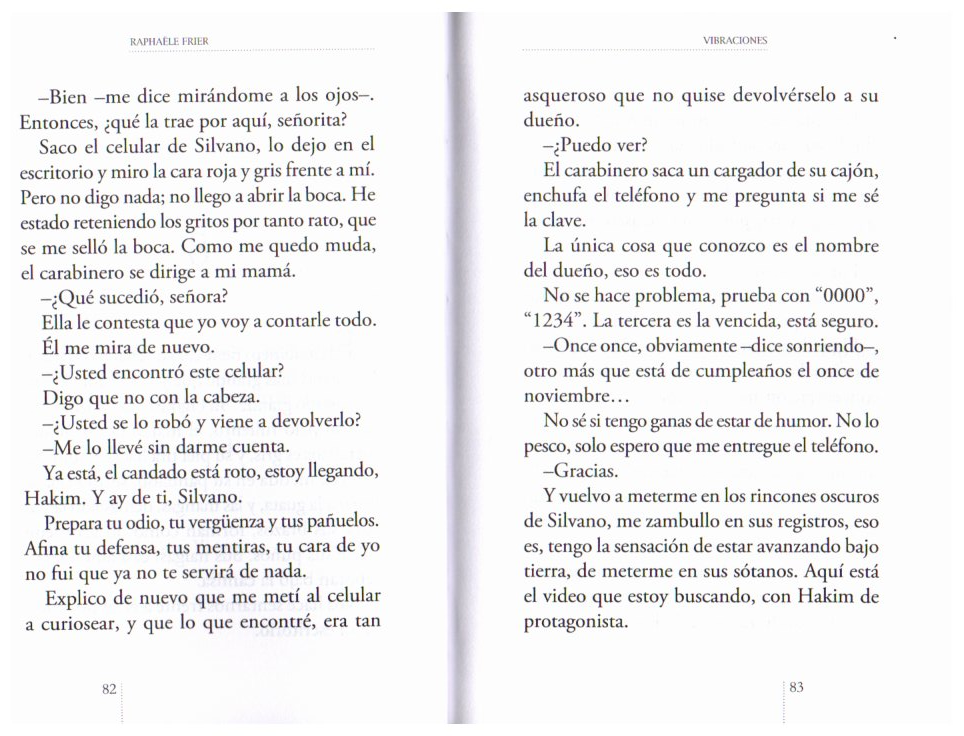 RAPHAËLE FRIER
–Bien –me dice mirándome a los ojos–.
Entonces, ¿qué la trae por aquí, señorita?
Saco el celular de Silvano, lo dejo en el
escritorio y miro la cara roja y gris frente a mí.
Pero no digo nada; no llego a abrir la boca. He
estado reteniendo los gritos por tanto rato, que
se me selló la boca. Como me quedo muda,
el carabinero se dirige a mi mamá.
–¿Qué sucedió, señora?
Ella le contesta que yo voy a contarle todo.
Él me mira de nuevo.
–¿Usted encontró este celular?
Digo que no con la cabeza.
–¿Usted se lo robó y viene a devolverlo?
–Me lo llevé sin darme cuenta.
Ya está, el candado está roto, estoy llegando,
Hakim. Y ay de ti, Silvano.
Prepara tu odio, tu vergüenza y tus pañuelos.
Afina tu defensa, tus mentiras, tu cara de yo
no fui que ya no te servirá de nada.
Explico de nuevo que me metí al celular
a curiosear, y que lo que encontré, era tan
82
VIBRACIONES
asqueroso que no quise devolvérselo a su
dueño.
–¿Puedo ver?
El carabinero saca un cargador de su cajón,
enchufa el teléfono y me pregunta si me sé
la clave.
La única cosa que conozco es el nombre
del dueño, eso es todo.
No se hace problema, prueba con “0000”,
“1234”. La tercera es la vencida, está seguro.
–Once once, obviamente –dice sonriendo–,
otro más que está de cumpleaños el once de
noviembre...
No sé si tengo ganas de estar de humor. No lo
pesco, solo espero que me entregue el teléfono.
–Gracias.
Y vuelvo a meterme en los rincones oscuros
de Silvano, me zambullo en sus registros, eso
es, tengo la sensación de estar avanzando bajo
tierra, de meterme en sus sótanos. Aquí está
el video que estoy buscando, con Hakim de
protagonista.
83